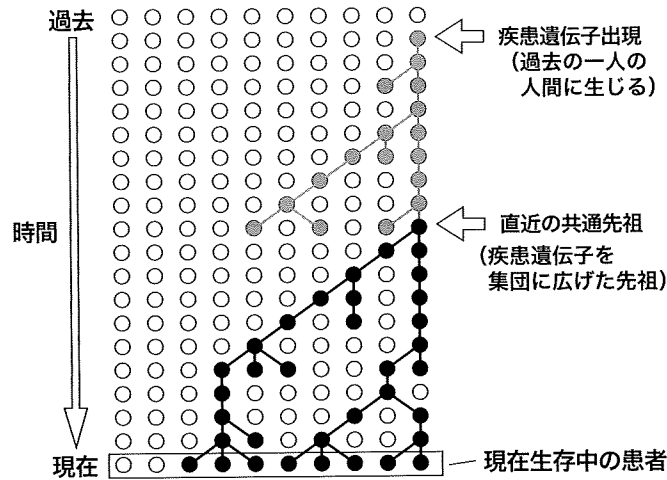 過去
疾患遺伝子出現
(過去の一人の
人間に生じる)
時間
直近の共通先祖
(疾患遺伝子を
集団に広げた先祖)
現在
現在生存中の患者